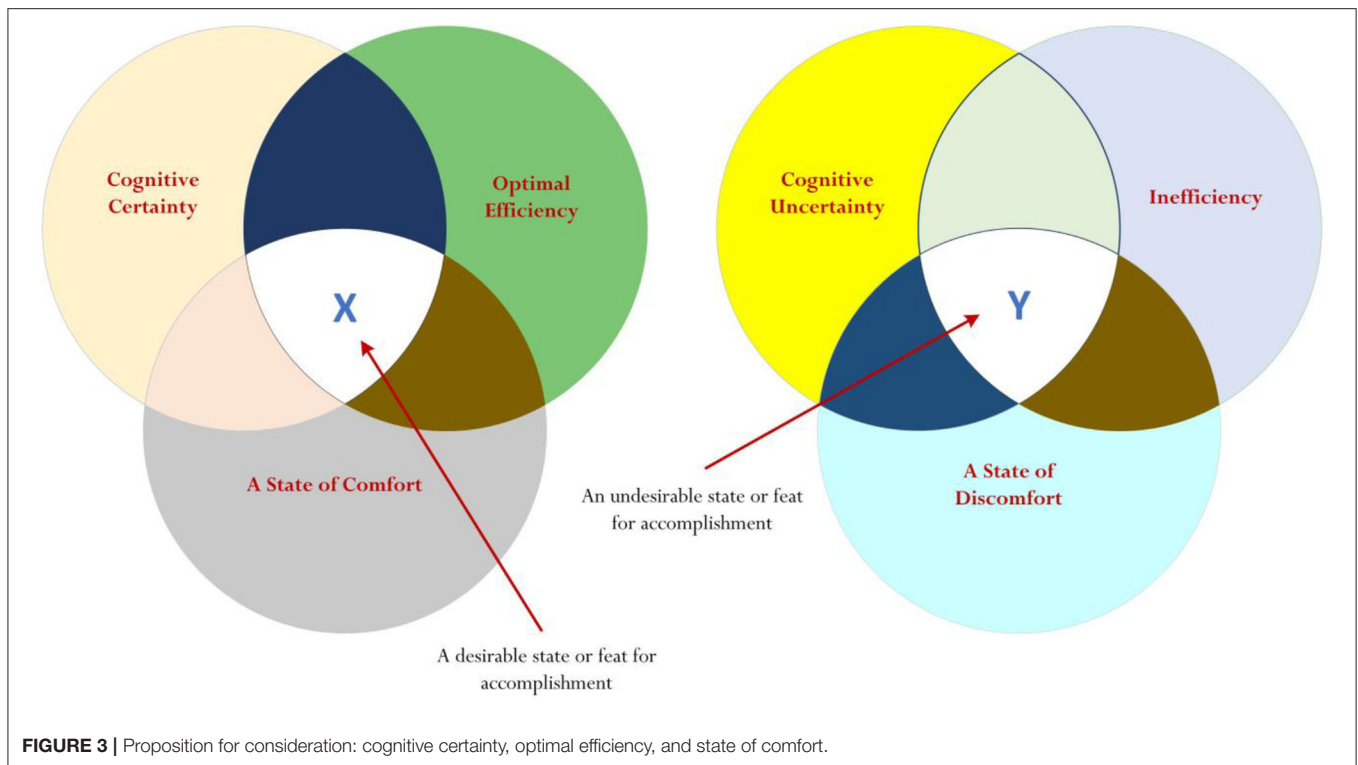 Cognitive
Certainty
Optimal
Efficiency
X
A State of Comfort
A desirable state or feat for
accomplishment
Cognitive
Uncertainty
Inefficiency
Y
An undesirable state or feat
for accomplishment
A State of
Discomfort
FIGURE 3 | Proposition for consideration: cognitive certainty, optimal efficiency, and state of comfort.